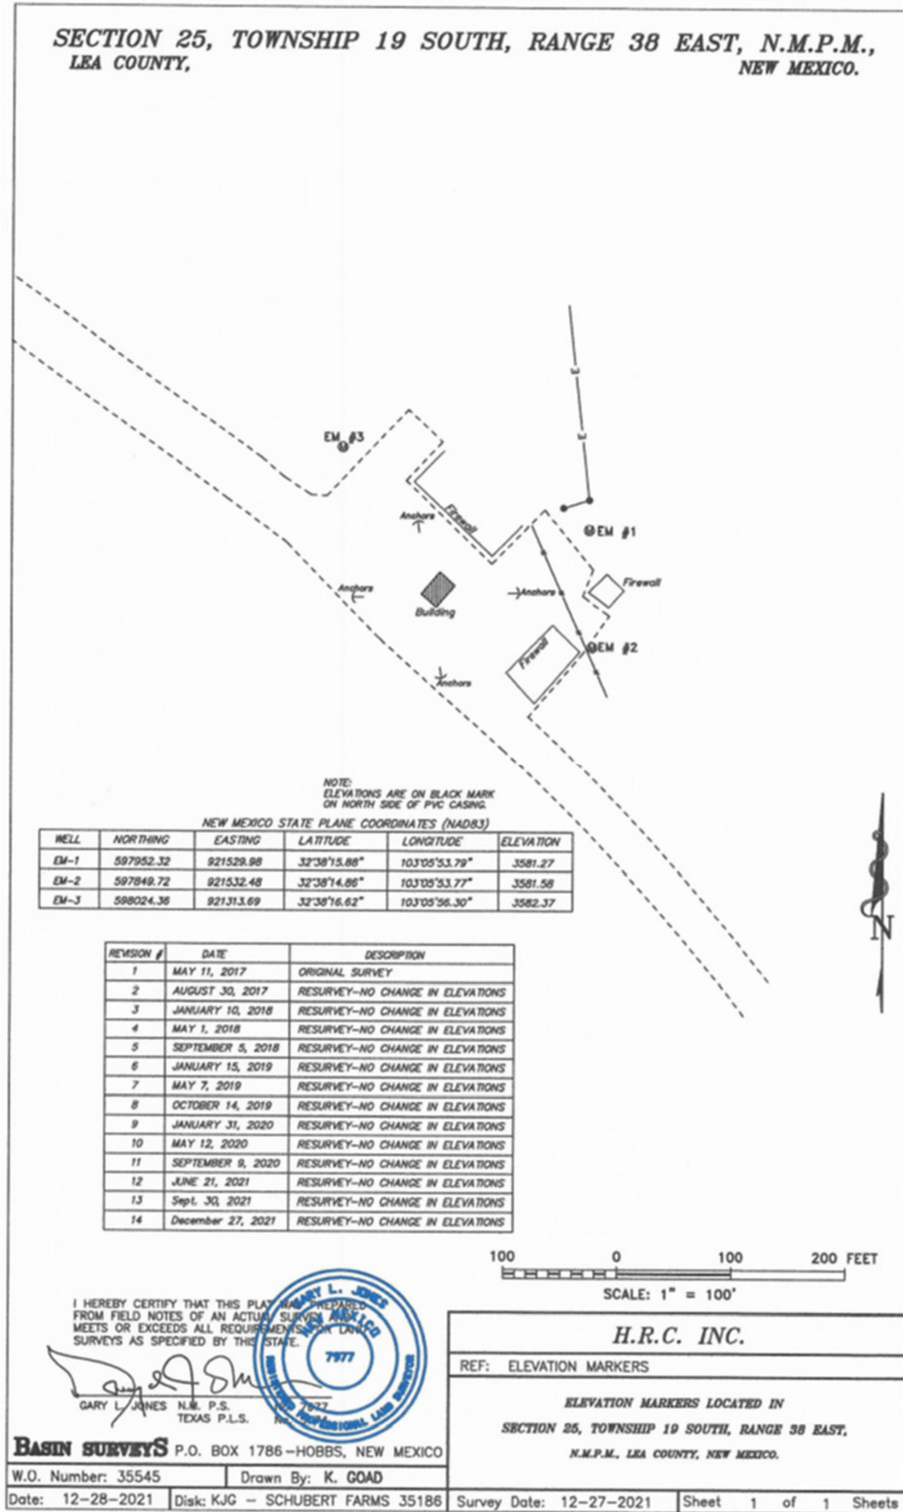 SECTION 25, TOWNSHIP 19 SOUTH, RANGE 38 EAST, N.M.P.M.,
LEA COUNTY, NEW MEXICO.
E
E
EM #3
Firewall
Anchors
EM #1
Anchors
Anchors
Firewall
Building
Firewall
EM #2
Anchors
NOTE:
ELEVATIONS ARE ON BLACK MARK
ON NORTH SIDE OF PVC CASING.
NEW MEXICO STATE PLANE COORDINATES (NAD83)
WELL NORTHING EASTING LATITUDE LONGITUDE ELEVATION
EM-1 597952.32 921529.98 32°38'15.88" 103°05'53.79" 3581.27
EM-2 597849.72 921532.48 32°38'14.86" 103°05'53.77" 3581.58
EM-3 598024.36 921313.69 32°38'16.62" 103°05'56.30" 3582.37
N
REVISION # DATE DESCRIPTION
1 MAY 11, 2017 ORIGINAL SURVEY
2 AUGUST 30, 2017 RESURVEY-NO CHANGE IN ELEVATIONS
3 JANUARY 10, 2018 RESURVEY-NO CHANGE IN ELEVATIONS
4 MAY 1, 2018 RESURVEY-NO CHANGE IN ELEVATIONS
5 SEPTEMBER 5, 2018 RESURVEY-NO CHANGE IN ELEVATIONS
6 JANUARY 15, 2019 RESURVEY-NO CHANGE IN ELEVATIONS
7 MAY 7, 2019 RESURVEY-NO CHANGE IN ELEVATIONS
8 OCTOBER 14, 2019 RESURVEY-NO CHANGE IN ELEVATIONS
9 JANUARY 31, 2020 RESURVEY-NO CHANGE IN ELEVATIONS
10 MAY 12, 2020 RESURVEY-NO CHANGE IN ELEVATIONS
11 SEPTEMBER 9, 2020 RESURVEY-NO CHANGE IN ELEVATIONS
12 JUNE 21, 2021 RESURVEY-NO CHANGE IN ELEVATIONS
13 Sept. 30, 2021 RESURVEY-NO CHANGE IN ELEVATIONS
14 December 27, 2021 RESURVEY-NO CHANGE IN ELEVATIONS
100 0 100 200 FEET
SCALE: 1" = 100'
I HEREBY CERTIFY THAT THIS PLAT WAS PREPARED
FROM FIELD NOTES OF AN ACTUAL SURVEY AND
MEETS OR EXCEEDS ALL REQUIREMENTS FOR LAND
SURVEYS AS SPECIFIED BY THIS STATE.
GARY L. JONES
NEW MEXICO
7977
REGISTERED PROFESSIONAL LAND SURVEYOR
GARY L. JONES N.M. P.S. No. 7977
TEXAS P.L.S. No.
BASIN SURVEYS P.O. BOX 1786-HOBBS, NEW MEXICO
W.O. Number: 35545 Drawn By: K. GOAD
Date: 12-28-2021 Disk: KJG - SCHUBERT FARMS 35186
H.R.C. INC.
REF: ELEVATION MARKERS
ELEVATION MARKERS LOCATED IN
SECTION 25, TOWNSHIP 19 SOUTH, RANGE 38 EAST,
N.M.P.M., LEA COUNTY, NEW MEXICO.
Survey Date: 12-27-2021 Sheet 1 of 1 Sheets